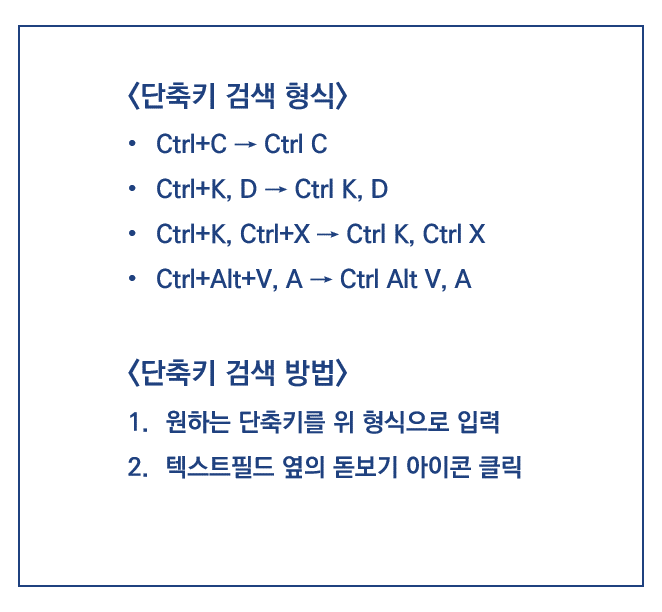 〈단축키 검색 형식〉
• Ctrl+C → Ctrl C
• Ctrl+K, D → Ctrl K, D
• Ctrl+K, Ctrl+X → Ctrl K, Ctrl X
• Ctrl+Alt+V, A → Ctrl Alt V, A
〈단축키 검색 방법〉
1. 원하는 단축키를 위 형식으로 입력
2. 텍스트필드 옆의 돋보기 아이콘 클릭